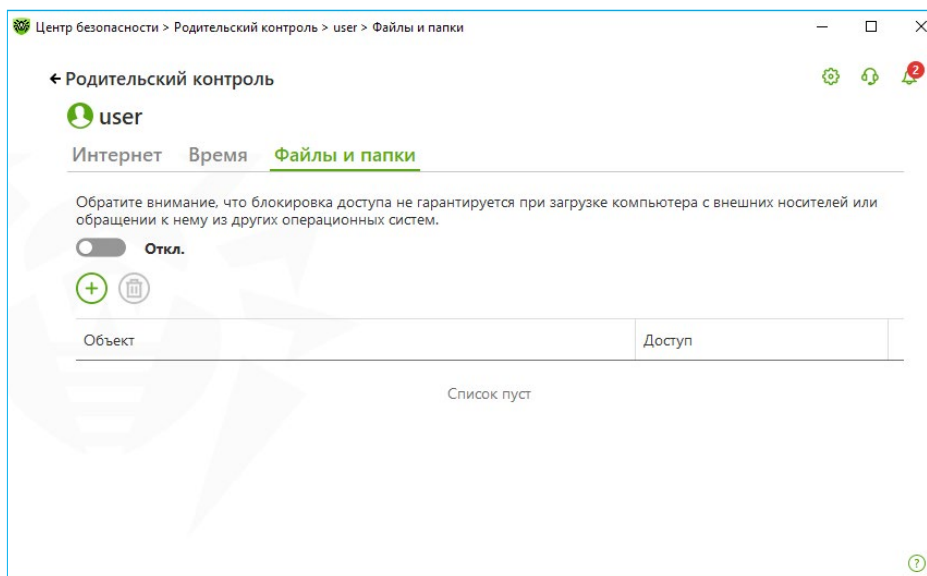 Центр безопасности > Родительский контроль > user > Файлы и папки
Родительский контроль
2
user
Интернет Время Файлы и папки
Обратите внимание, что блокировка доступа не гарантируется при загрузке компьютера с внешних носителей или
обращении к нему из других операционных систем.
Откл.
Объект Доступ
Список пуст
?